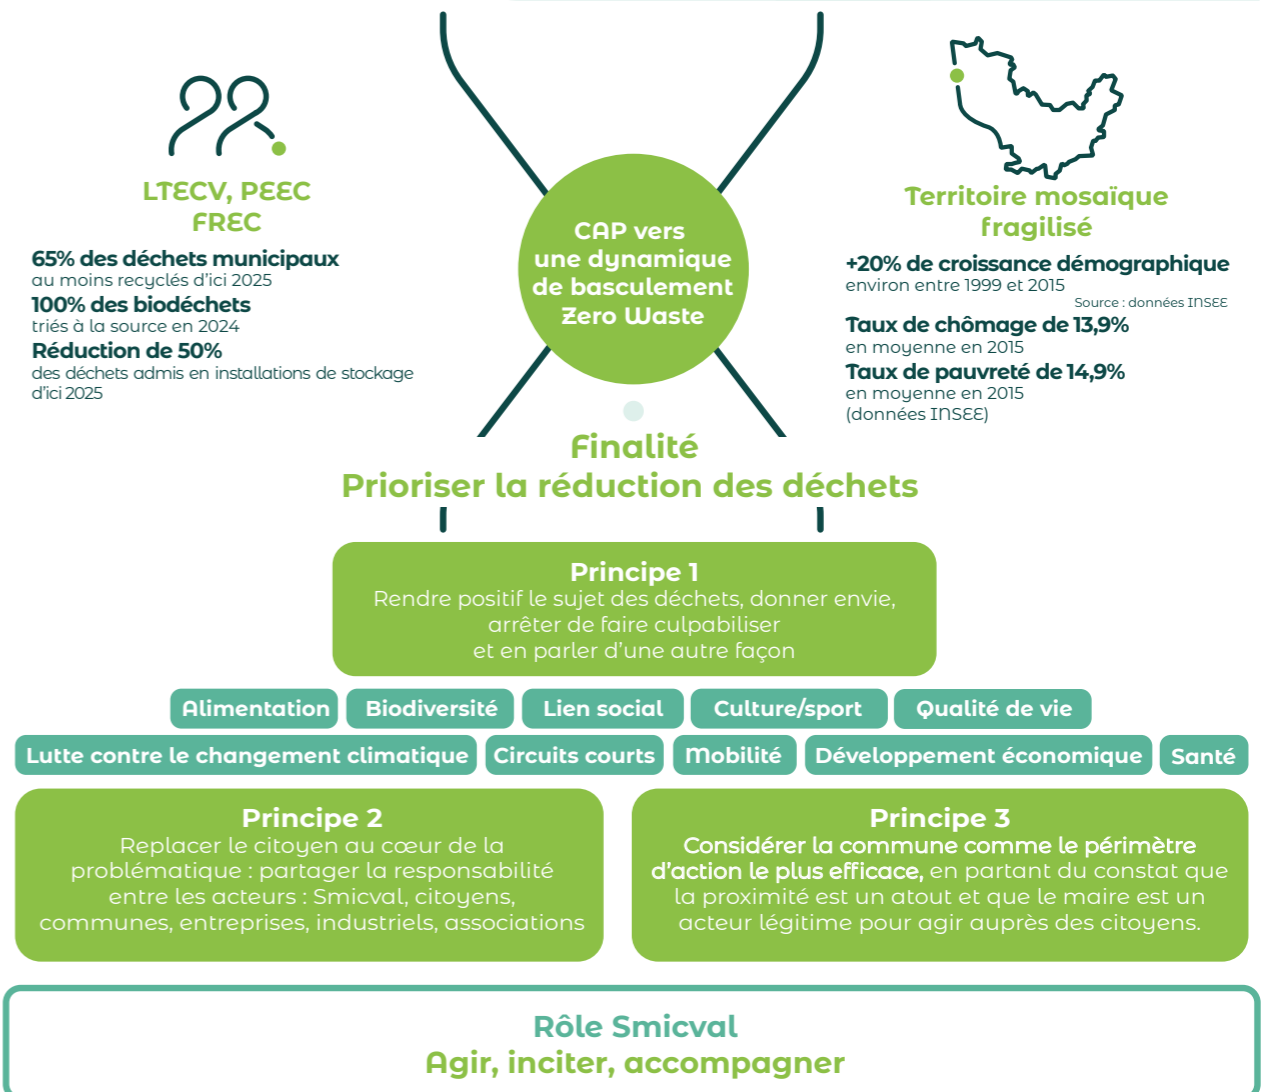 LTECV, PEEC
FREC
65% des déchets municipaux
au moins recyclés d'ici 2025
100% des biodéchets
triés à la source en 2024
Réduction de 50%
des déchets admis en installations de stockage
d'ici 2025
CAP vers
une dynamique
de basculement
Zero Waste
Territoire mosaïque
fragilisé
+20% de croissance démographique
environ entre 1999 et 2015
Source : données INSEE
Taux de chômage de 13,9%
en moyenne en 2015
Taux de pauvreté de 14,9%
en moyenne en 2015
(données INSEE)
Finalité
Prioriser la réduction des déchets
Principe 1
Rendre positif le sujet des déchets, donner envie,
arrêter de faire culpabiliser
et en parler d'une autre façon
Alimentation Biodiversité Lien social Culture/sport Qualité de vie
Lutte contre le changement climatique Circuits courts Mobilité Développement économique Santé
Principe 2
Replacer le citoyen au cœur de la
problématique : partager la responsabilité
entre les acteurs : Smicval, citoyens,
communes, entreprises, industriels, associations
Principe 3
Considérer la commune comme le périmètre
d'action le plus efficace, en partant du constat que
la proximité est un atout et que le maire est un
acteur légitime pour agir auprès des citoyens.
Rôle Smicval
Agir, inciter, accompagner